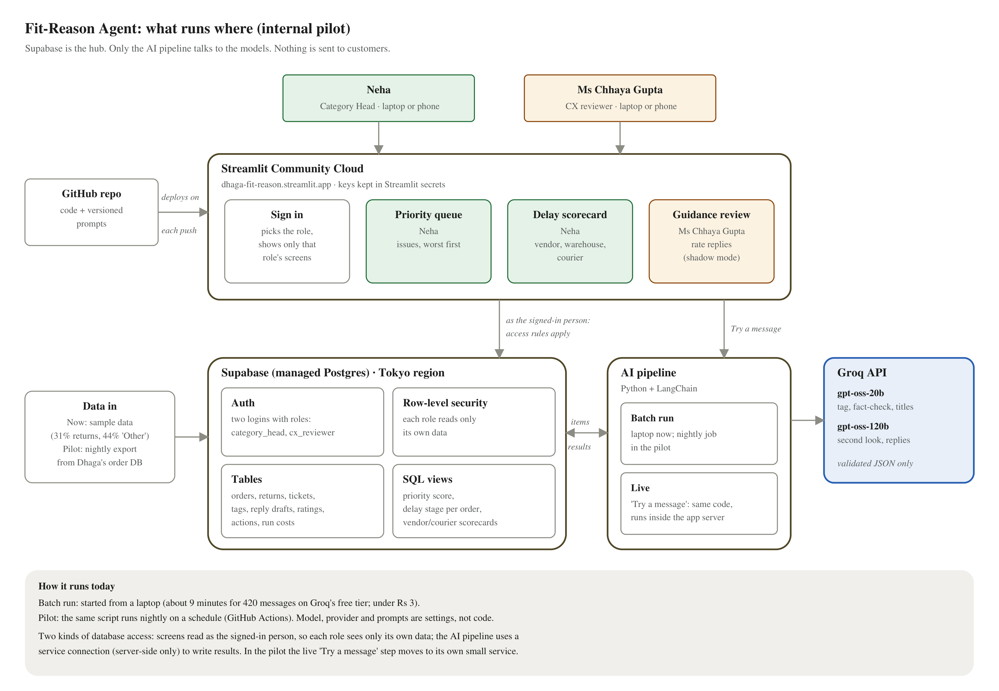 Fit-Reason Agent: what runs where (internal pilot)
Supabase is the hub. Only the AI pipeline talks to the models. Nothing is sent to customers.
Neha
Category Head · laptop or phone
Ms Chhaya Gupta
CX reviewer · laptop or phone
GitHub repo
code + versioned
prompts
deploys on
each push
Streamlit Community Cloud
dhaga-fit-reason.streamlit.app · keys kept in Streamlit secrets
Sign in
picks the role,
shows only that
role's screens
Priority queue
Neha
issues, worst first
Delay scorecard
Neha
vendor, warehouse,
courier
Guidance review
Ms Chhaya Gupta
rate replies
(shadow mode)
as the signed-in person:
access rules apply
Try a message
Data in
Now: sample data
(31% returns, 44% 'Other')
Pilot: nightly export
from Dhaga's order DB
Supabase (managed Postgres) · Tokyo region
Auth
two logins with roles:
category_head, cx_reviewer
Row-level security
each role reads only
its own data
Tables
orders, returns, tickets,
tags, reply drafts, ratings,
actions, run costs
SQL views
priority score,
delay stage per order,
vendor/courier scorecards
items
results
AI pipeline
Python + LangChain
Batch run
laptop now; nightly job
in the pilot
Live
'Try a message': same code,
runs inside the app server
Groq API
gpt-oss-20b
tag, fact-check, titles
gpt-oss-120b
second look, replies
validated JSON only
How it runs today
Batch run: started from a laptop (about 9 minutes for 420 messages on Groq's free tier; under Rs 3).
Pilot: the same script runs nightly on a schedule (GitHub Actions). Model, provider and prompts are settings, not code.
Two kinds of database access: screens read as the signed-in person, so each role sees only its own data; the AI pipeline uses a
service connection (server-side only) to write results. In the pilot the live 'Try a message' step moves to its own small service.